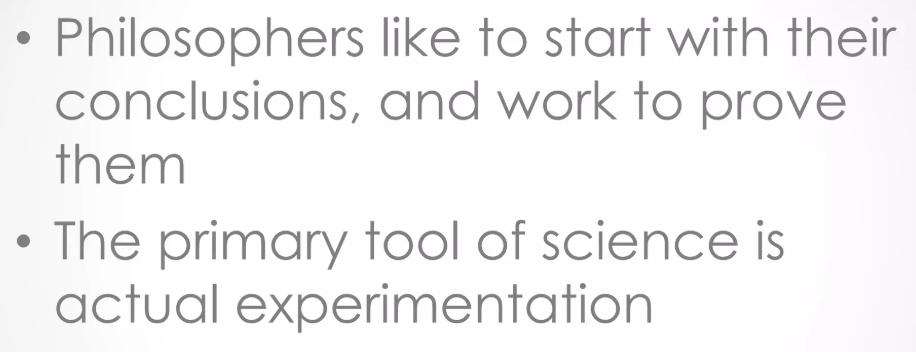 • Philosophers like to start with their
conclusions, and work to prove
them
• The primary tool of science is
actual experimentation